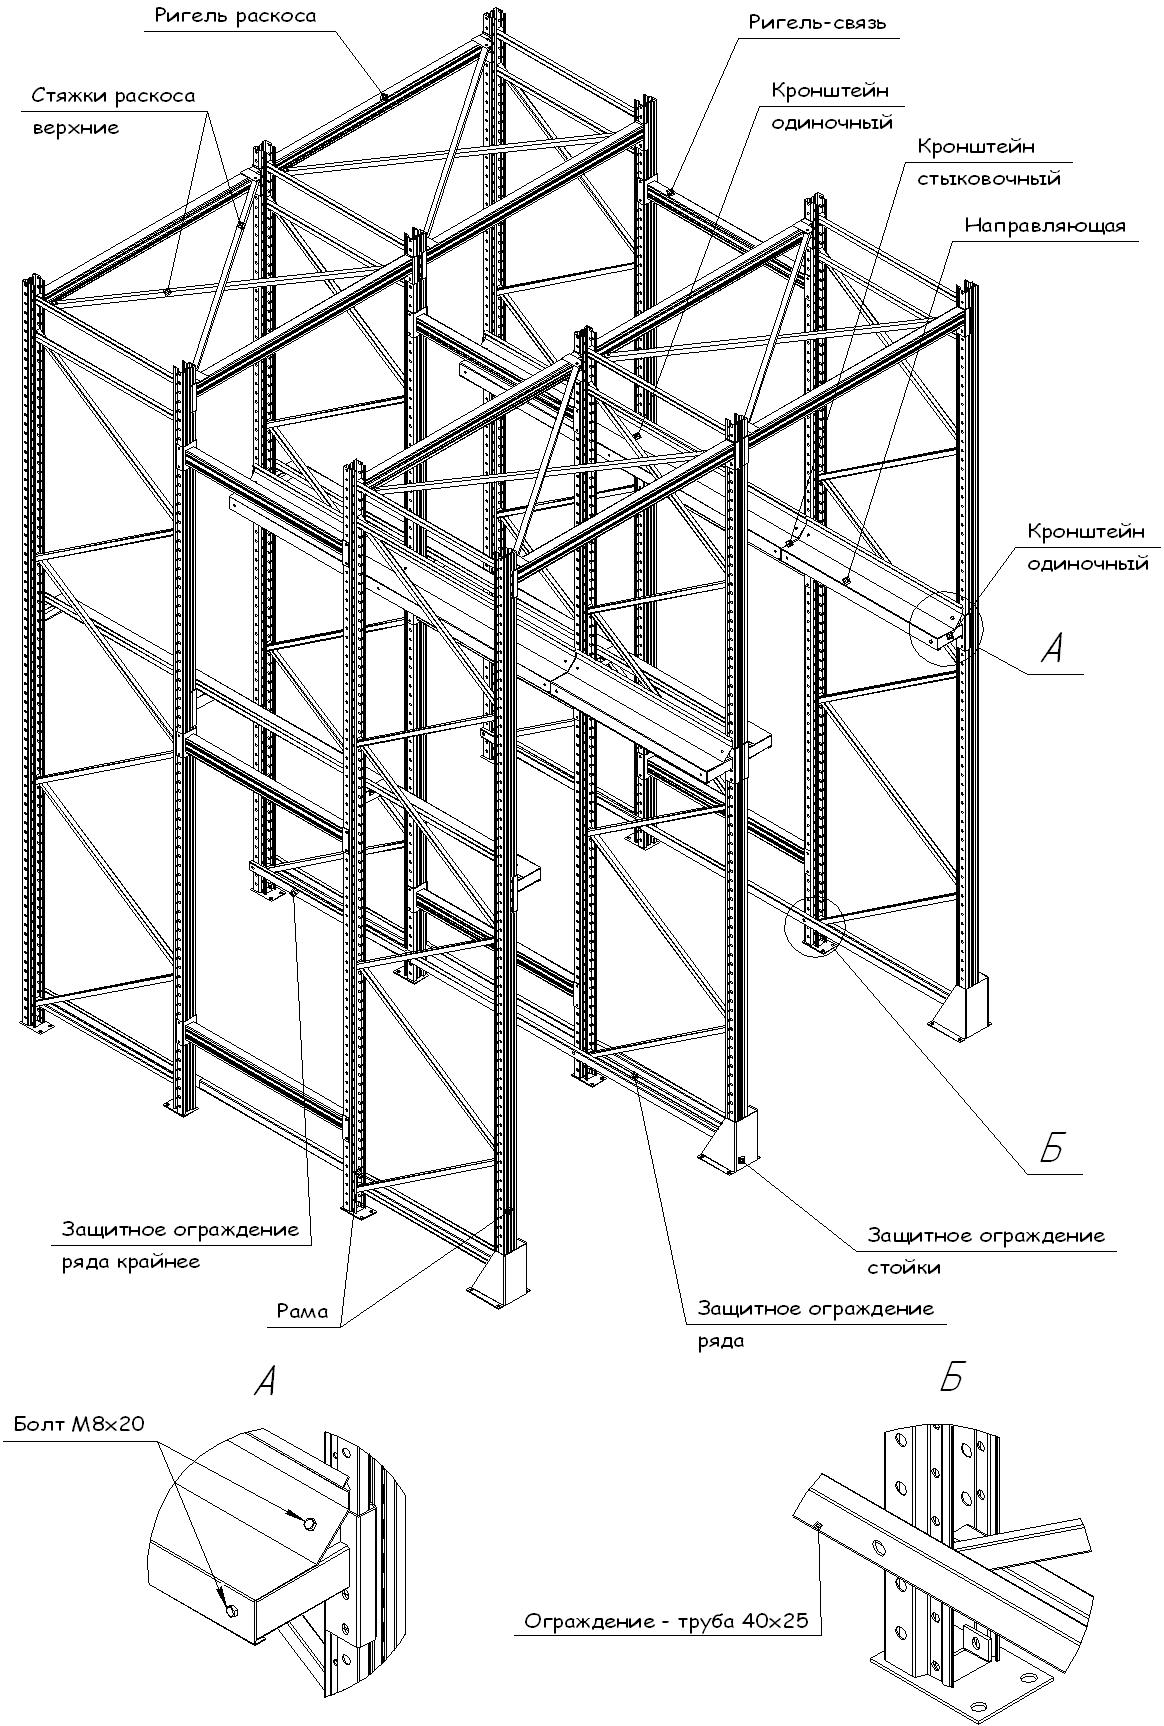 Ригель раскоса
Ригель-связь
Стяжки раскоса
верхние
Кронштейн
одиночный
Кронштейн
стыковочный
Направляющая
Кронштейн
одиночный
А
Б
Защитное ограждение
ряда крайнее
Защитное ограждение
стойки
Рама
Защитное ограждение
ряда
А
Б
Болт М8х20
Ограждение - труба 40х25